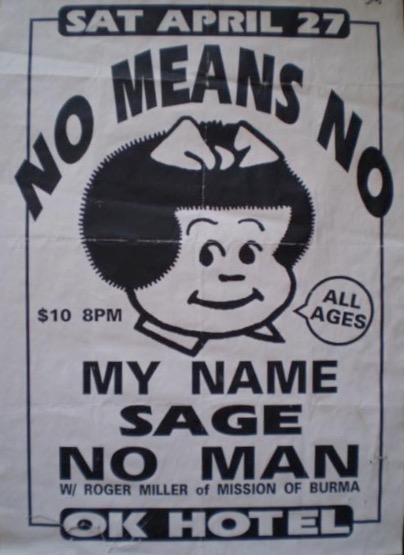 SAT APRIL 27
NO MEANS NO
$10 8PM
ALL
AGES
MY NAME
SAGE
NO MAN
W/ ROGER MILLER of MISSION OF BURMA
OK HOTEL